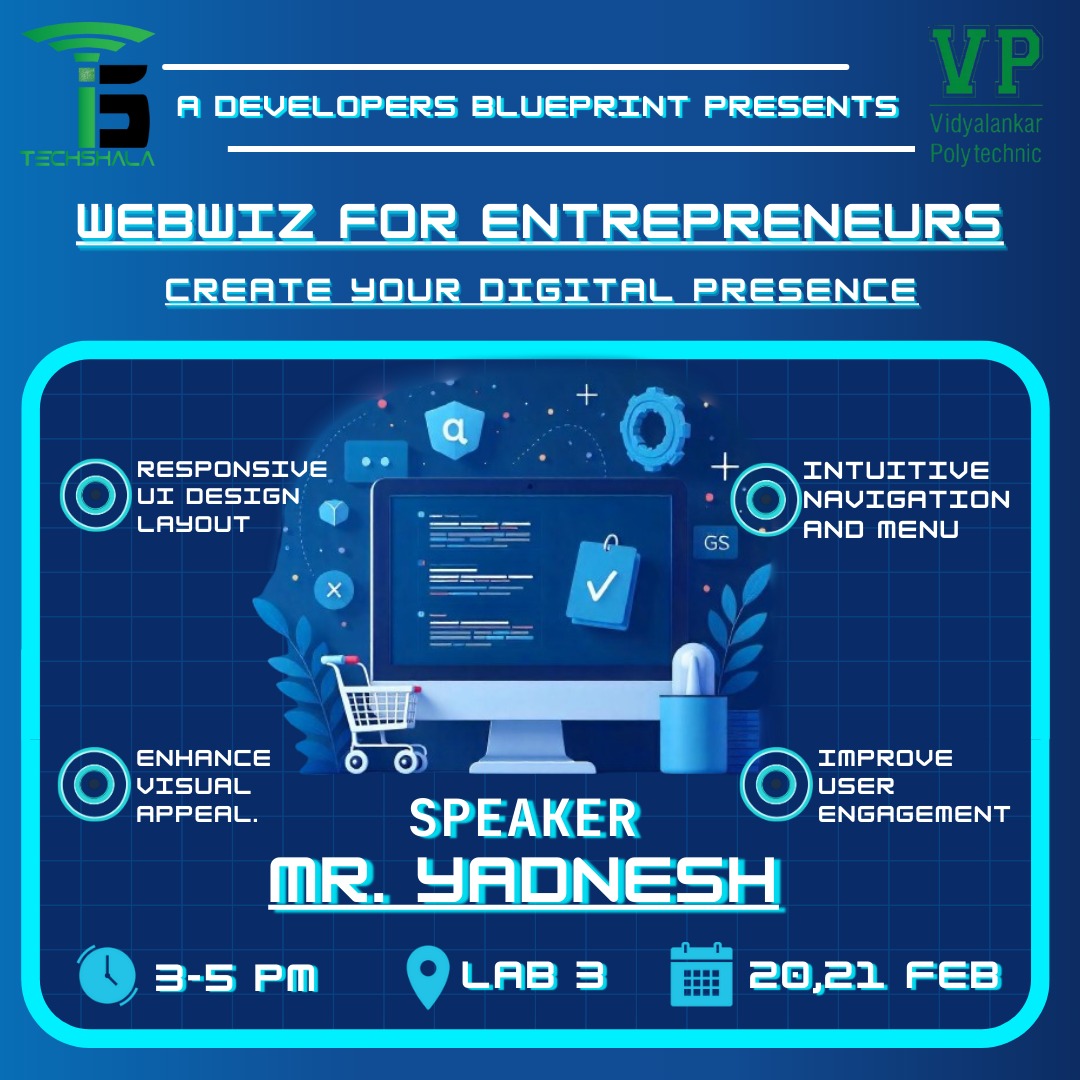 TECHSHALA
A DEVELOPERS BLUEPRINT PRESENTS
VP
Vidyalankar
Polytechnic
WEBWIZ FOR ENTREPRENEURS
CREATE YOUR DIGITAL PRESENCE
RESPONSIVE
UI DESIGN
LAYOUT
a
GS
INTUITIVE
NAVIGATION
AND MENU
ENHANCE
VISUAL
APPEAL.
IMPROVE
USER
ENGAGEMENT
SPEAKER
MR. YADNESH
3-5 PM
LAB 3
20,21 FEB